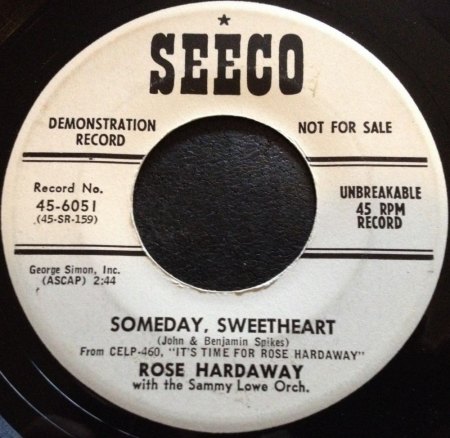 SEECO
DEMONSTRATION
RECORD
NOT FOR SALE
Record No.
45-6051
(45-SR-159)
UNBREAKABLE
45 RPM
RECORD
George Simon, Inc.
(ASCAP) 2:44
SOMEDAY, SWEETHEART
(John & Benjamin Spikes)
From CELP-460, "IT'S TIME FOR ROSE HARDAWAY"
ROSE HARDAWAY
with the Sammy Lowe Orch.